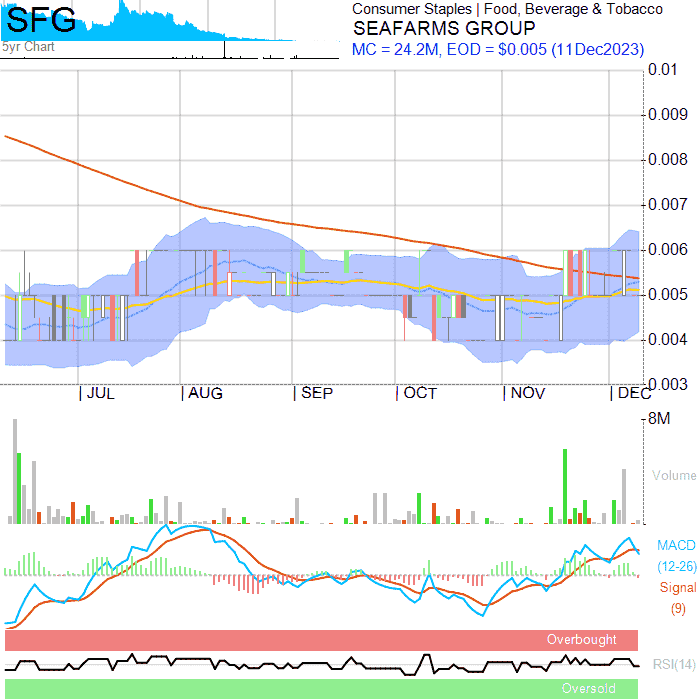 SFG
5yr Chart
Consumer Staples | Food, Beverage & Tobacco
SEAFARMS GROUP
MC = 24.2M, EOD = $0.005 (11Dec2023)
0.01
0.009
0.008
0.007
0.006
0.005
0.004
0.003
JUL AUG SEP OCT NOV DEC
8M
Volume
MACD
(12-26)
Signal
(9)
Overbought
RSI(14)
Oversold